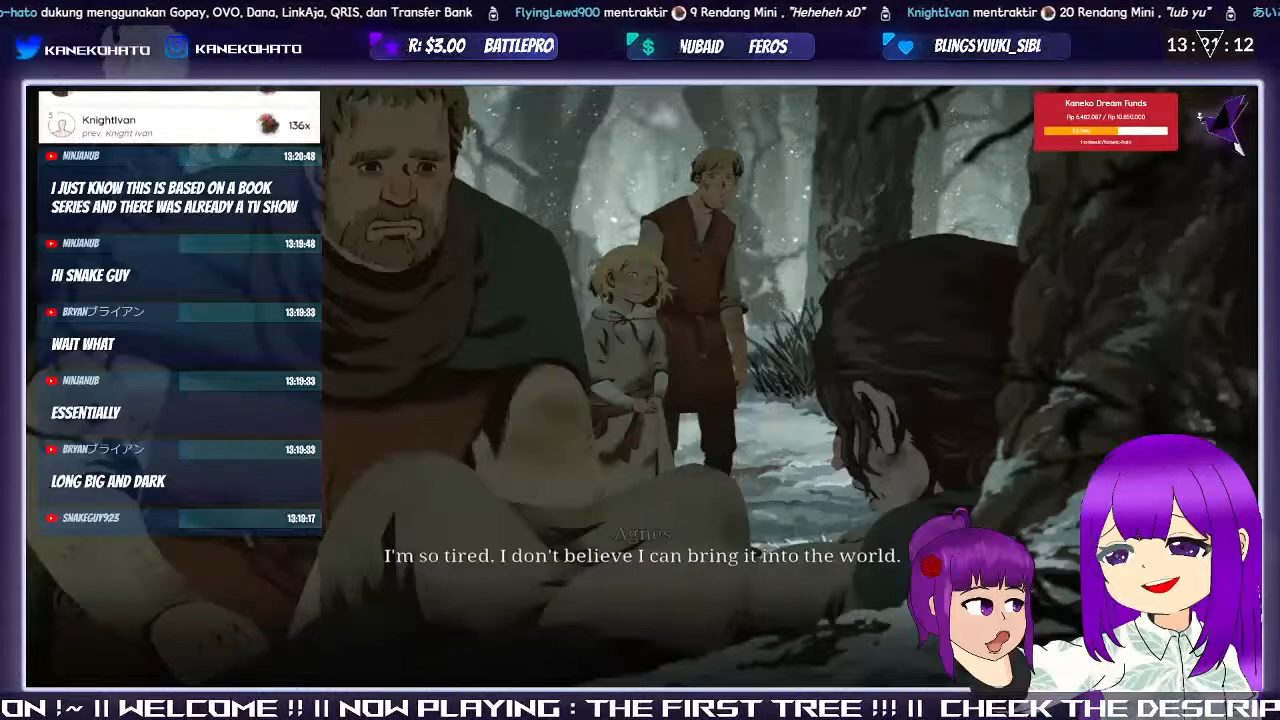 o-hato dukung menggunakan Gopay, OVO, Dana, LinkAja, QRIS, dan Transfer Bank FlyingLewd900 mentraktir 9 Rendang Mini , "Heheheh xD" KnightIvan mentraktir 20 Rendang Mini , "lub yu"
KANEKOHATO KANEKOHATO R: $3.00 BATTLEPRO NUBAID FEROS BLINGSYUUKI_SIBL 13:21:12
KnightIvan
prev. Knight Ivan
136x
Kaneko Dream Funds
NINJANUB 13:20:48
I JUST KNOW THIS IS BASED ON A BOOK
SERIES AND THERE WAS ALREADY A TV SHOW
NINJANUB 13:19:48
HI SNAKE GUY
BRYANブライアン 13:19:33
WAIT WHAT
NINJANUB 13:19:33
ESSENTIALLY
BRYANブライアン 13:19:33
LONG BIG AND DARK
SNAKEGUY923 13:19:17
Agnes
I'm so tired. I don't believe I can bring it into the world.
ON !~ || WELCOME :: || NOW PLAYING : THE FIRST TREE !!! || CHECK THE DESCRIP